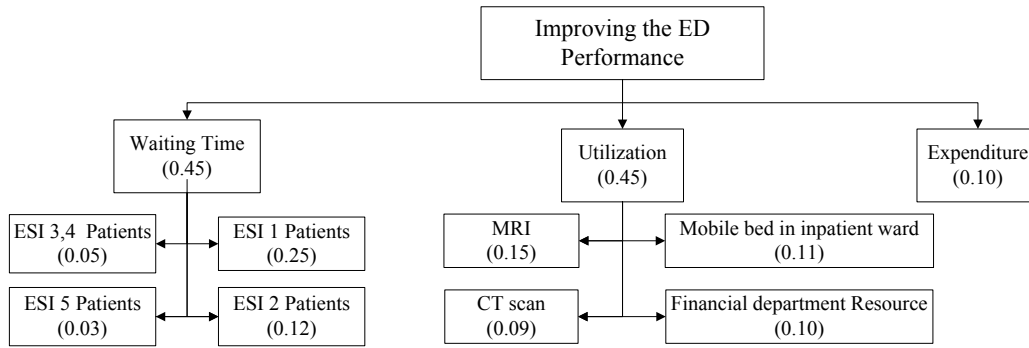 Improving the ED
Performance
Waiting Time
(0.45)
Utilization
(0.45)
Expenditure
(0.10)
ESI 3,4 Patients
(0.05)
ESI 1 Patients
(0.25)
MRI
(0.15)
Mobile bed in inpatient ward
(0.11)
ESI 5 Patients
(0.03)
ESI 2 Patients
(0.12)
CT scan
(0.09)
Financial department Resource
(0.10)